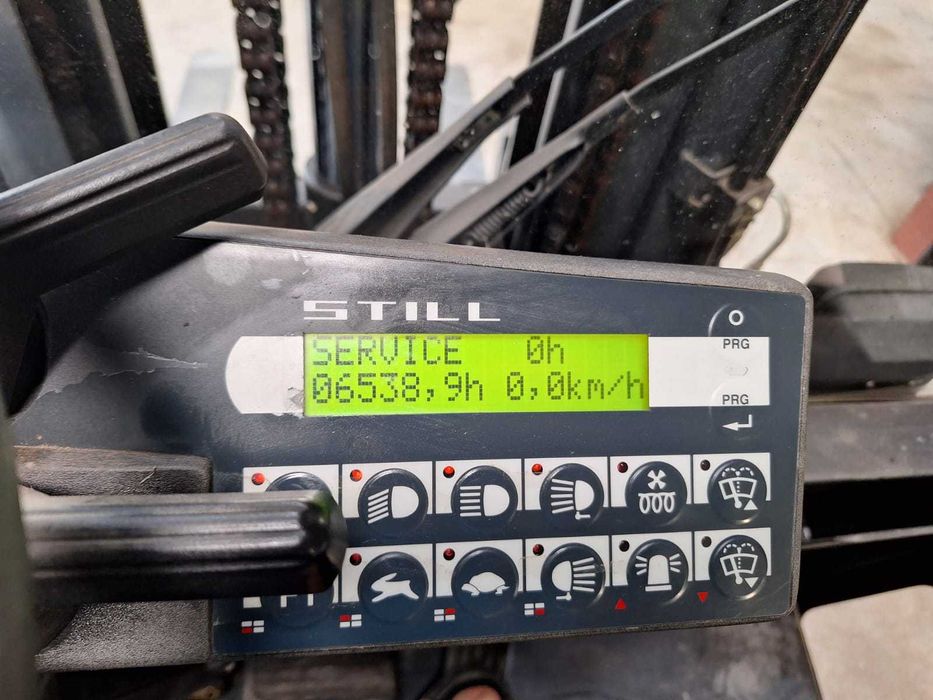 STILL
SERVICE 0h
06538,9h 0,0km/h
PRG
PRG